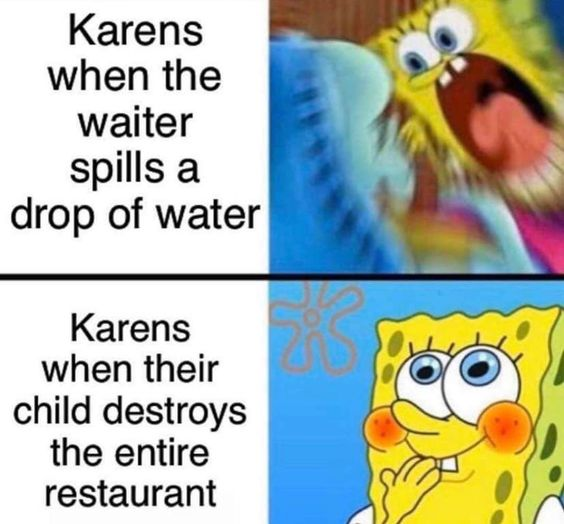 Karens
when the
waiter
spills a
drop of water
Karens
when their
child destroys
the entire
restaurant